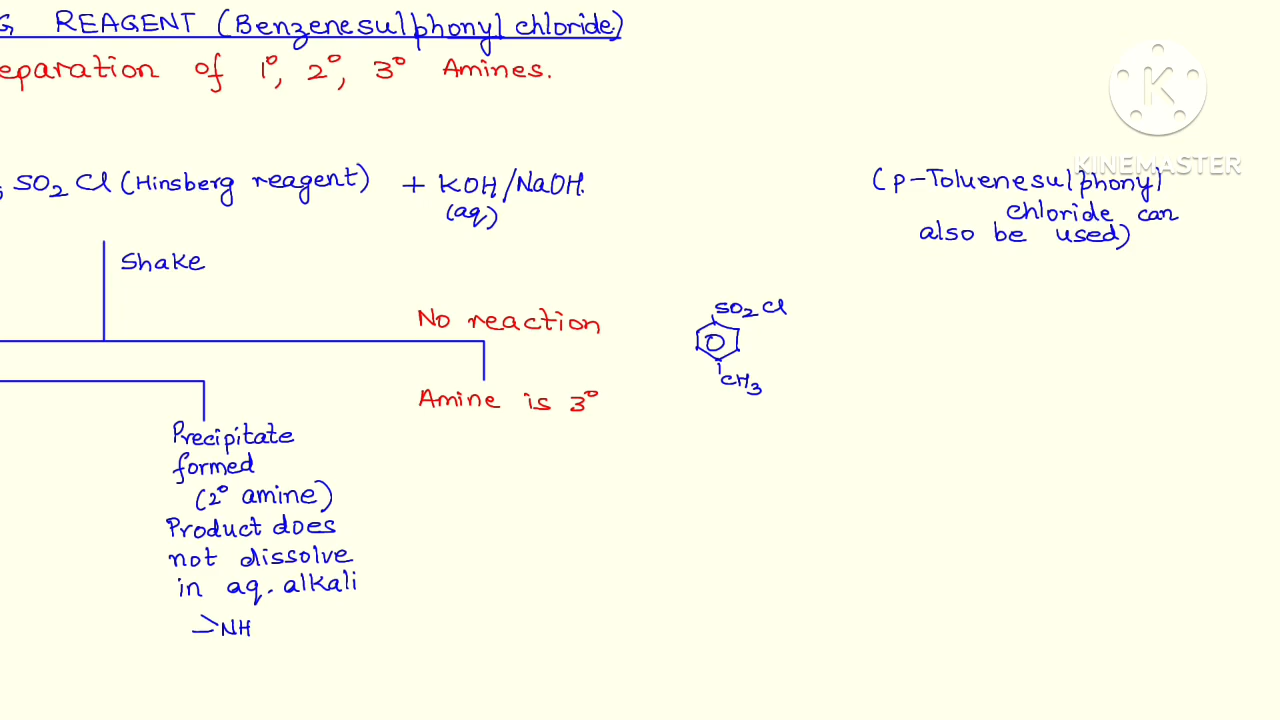 G REAGENT (Benzenesulphonyl chloride)
eparation of 1°, 2°, 3° Amines.
K
KINEMASTER
SO₂ Cl (Hinsberg reagent) + KOH/NaOH.
(aq)
(p-Toluenesulphonyl
chloride can
also be used)
Shake
SO₂ Cl
No reaction
CH₃
Amine is 3°
Precipitate
formed
(2° amine)
Product does
not dissolve
in aq. alkali
>NH